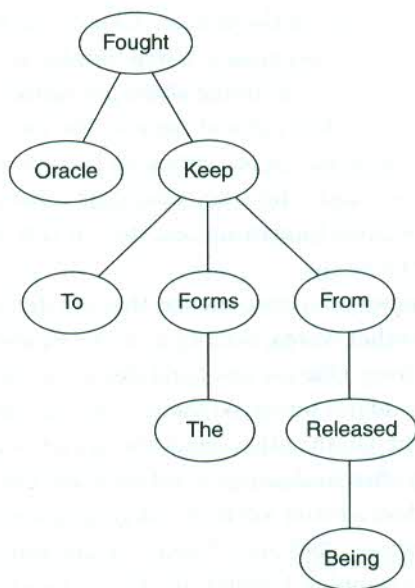 Fought
Oracle Keep
To Forms From
The Released
Being